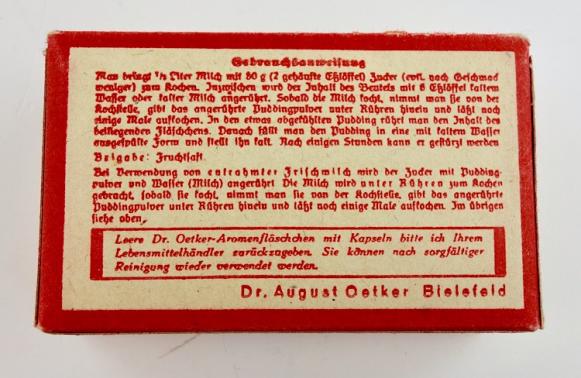 Gebrauchsanweisung
Man bringt ½ Liter Milch mit 80 g (2 gehäufte Eßlöffel) Zucker (evtl. nach Geschmack
weniger) zum Kochen. Inzwischen wird der Inhalt des Beutels mit 6 Eßlöffel kaltem
Wasser oder kalter Milch angerührt. Sobald die Milch kocht, nimmt man sie von der
Kochstelle, gibt das angerührte Puddingpulver unter Rühren hinein und läßt noch
einige Male aufkochen. In den etwas abgekühlten Pudding rührt man den Inhalt des
beiliegenden Fläschchens. Danach füllt man den Pudding in eine mit kaltem Wasser
ausgespülte Form und stellt ihn kalt. Nach einigen Stunden kann er gestürzt werden
Beigabe: Fruchtsaft.
Bei Verwendung von entrahmter Frischmilch wird der Zucker mit Pudding-
pulver und Wasser (Milch) angerührt. Die Milch wird unter Rühren zum Kochen
gebracht, sobald sie kocht, nimmt man sie von der Kochstelle, gibt das angerührte
Puddingpulver unter Rühren hinein und läßt noch einige Male aufkochen. Im übrigen
siehe oben.
Leere Dr. Oetker-Aromenfläschchen mit Kapseln bitte ich Ihrem
Lebensmittelhändler zurückzugeben. Sie können nach sorgfältiger
Reinigung wieder verwendet werden.
Dr. August Oetker Bielefeld